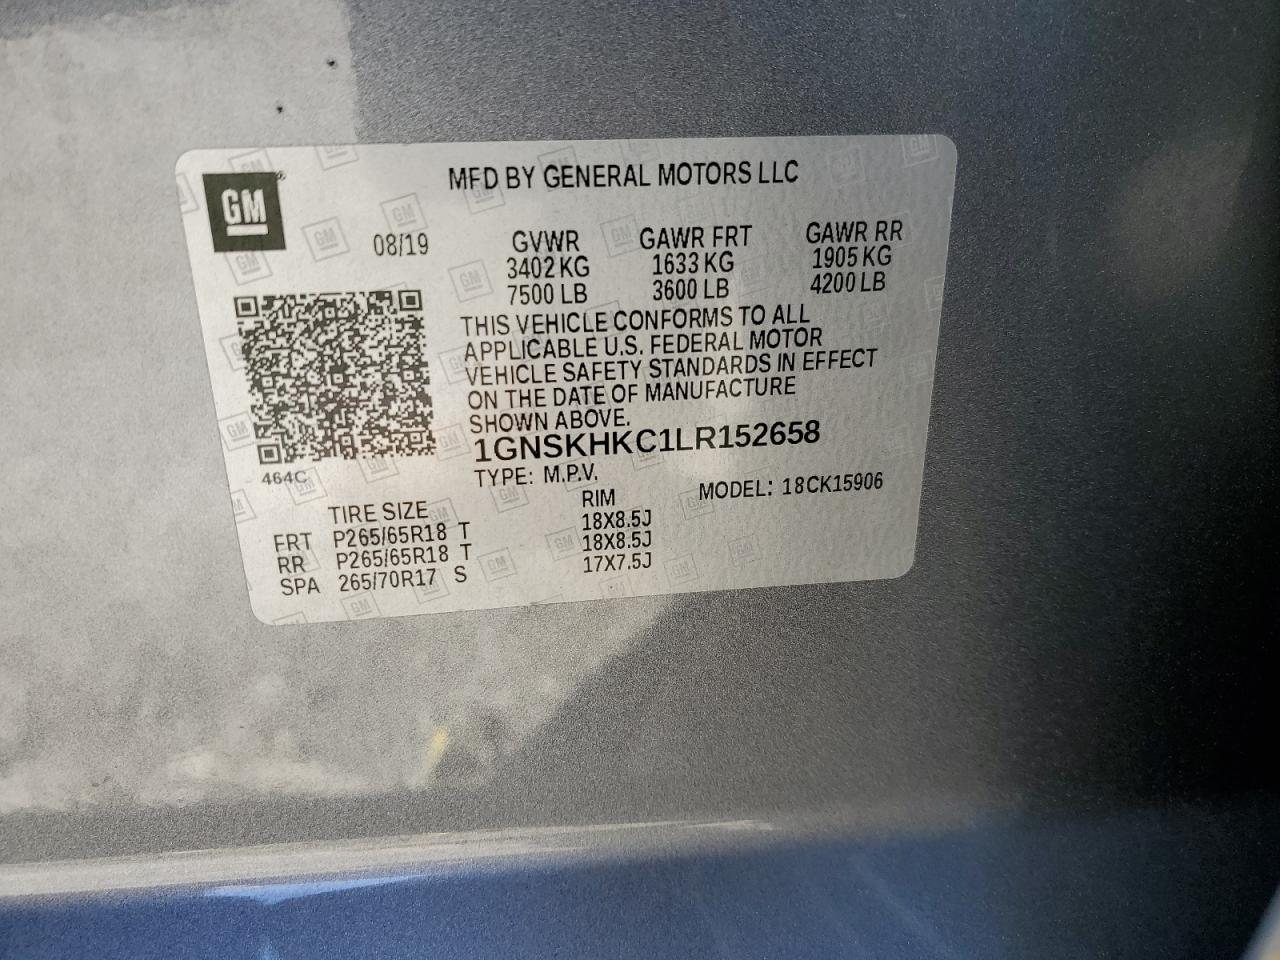 GM
MFD BY GENERAL MOTORS LLC
08/19
GVWR GAWR FRT GAWR RR
3402 KG 1633 KG 1905 KG
7500 LB 3600 LB 4200 LB
THIS VEHICLE CONFORMS TO ALL
APPLICABLE U.S. FEDERAL MOTOR
VEHICLE SAFETY STANDARDS IN EFFECT
ON THE DATE OF MANUFACTURE
SHOWN ABOVE.
1GNSKHKC1LR152658
464C
TYPE: M.P.V.
MODEL: 18CK15906
TIRE SIZE RIM
FRT P265/65R18 T 18X8.5J
RR P265/65R18 T 18X8.5J
SPA 265/70R17 S 17X7.5J